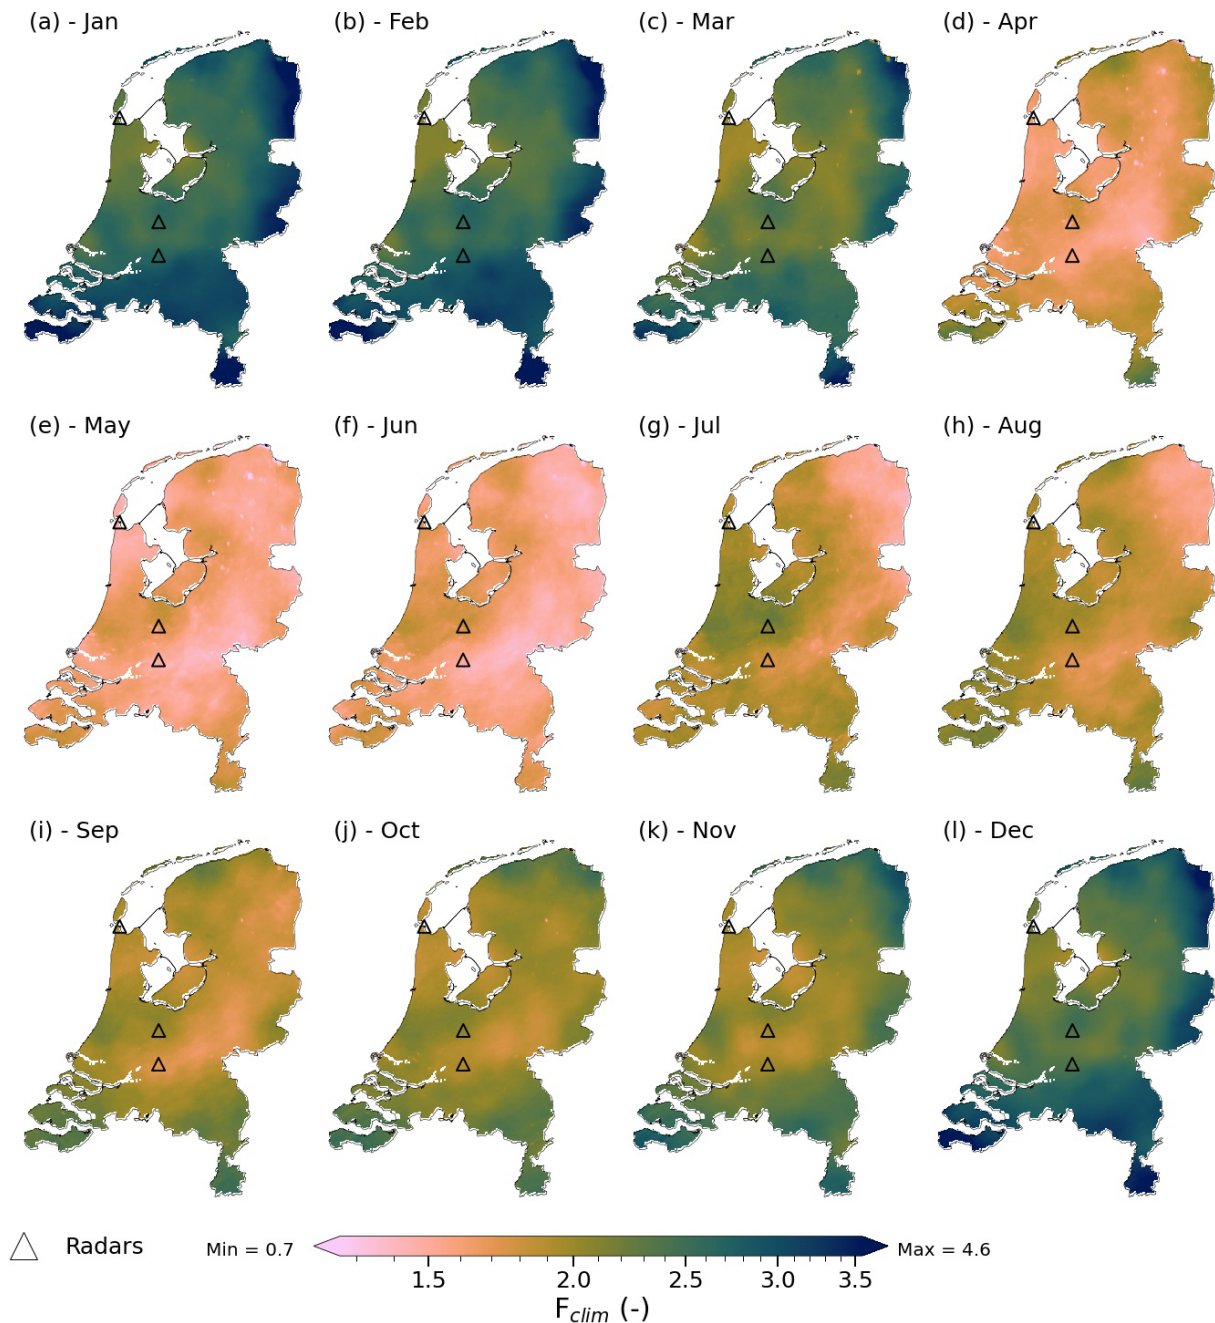 (a) - Jan
(b) - Feb
(c) - Mar
(d) - Apr
(e) - May
(f) - Jun
(g) - Jul
(h) - Aug
(i) - Sep
(j) - Oct
(k) - Nov
(l) - Dec
Radars
Min = 0.7
Max = 4.6
1.5 2.0 2.5 3.0 3.5
F_clim (-)